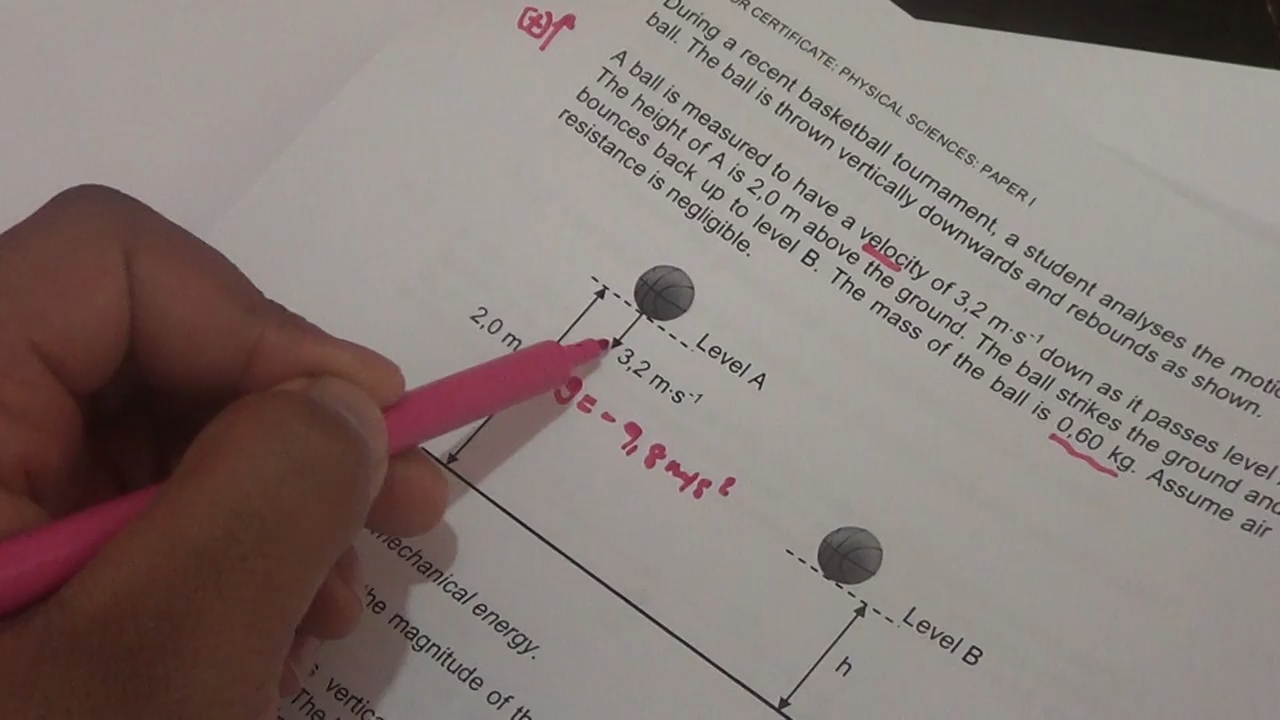 OR CERTIFICATE: PHYSICAL SCIENCES: PAPER I
During a recent basketball tournament, a student analyses the
ball. The ball is thrown vertically downwards and rebounds as shown.
A ball is measured to have a velocity of 3,2 m·s⁻¹ down as it passes level
The height of A is 2,0 m above the ground. The ball strikes the ground and
bounces back up to level B. The mass of the ball is 0,60 kg. Assume air
resistance is negligible.
(+)↑
2,0 m
Level A
3,2 m·s⁻¹
g = - 9,8 m/s²
Level B
h
mechanical energy.
the magnitude of
The